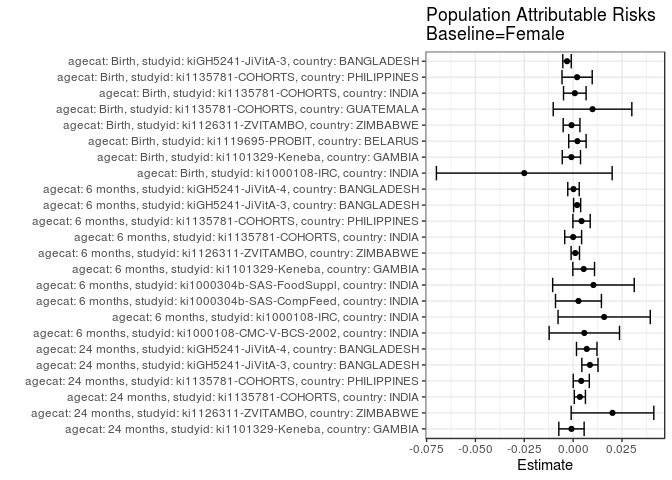 Population Attributable Risks
Baseline=Female
agecat: Birth, studyid: kiGH5241-JiVitA-3, country: BANGLADESH
agecat: Birth, studyid: ki1135781-COHORTS, country: PHILIPPINES
agecat: Birth, studyid: ki1135781-COHORTS, country: INDIA
agecat: Birth, studyid: ki1135781-COHORTS, country: GUATEMALA
agecat: Birth, studyid: ki1126311-ZVITAMBO, country: ZIMBABWE
agecat: Birth, studyid: ki1119695-PROBIT, country: BELARUS
agecat: Birth, studyid: ki1101329-Keneba, country: GAMBIA
agecat: Birth, studyid: ki1000108-IRC, country: INDIA
agecat: 6 months, studyid: kiGH5241-JiVitA-4, country: BANGLADESH
agecat: 6 months, studyid: kiGH5241-JiVitA-3, country: BANGLADESH
agecat: 6 months, studyid: ki1135781-COHORTS, country: PHILIPPINES
agecat: 6 months, studyid: ki1135781-COHORTS, country: INDIA
agecat: 6 months, studyid: ki1126311-ZVITAMBO, country: ZIMBABWE
agecat: 6 months, studyid: ki1101329-Keneba, country: GAMBIA
agecat: 6 months, studyid: ki1000304b-SAS-FoodSuppl, country: INDIA
agecat: 6 months, studyid: ki1000304b-SAS-CompFeed, country: INDIA
agecat: 6 months, studyid: ki1000108-IRC, country: INDIA
agecat: 6 months, studyid: ki1000108-CMC-V-BCS-2002, country: INDIA
agecat: 24 months, studyid: kiGH5241-JiVitA-4, country: BANGLADESH
agecat: 24 months, studyid: kiGH5241-JiVitA-3, country: BANGLADESH
agecat: 24 months, studyid: ki1135781-COHORTS, country: PHILIPPINES
agecat: 24 months, studyid: ki1135781-COHORTS, country: INDIA
agecat: 24 months, studyid: ki1126311-ZVITAMBO, country: ZIMBABWE
agecat: 24 months, studyid: ki1101329-Keneba, country: GAMBIA
-0.075 -0.050 -0.025 0.000 0.025
Estimate